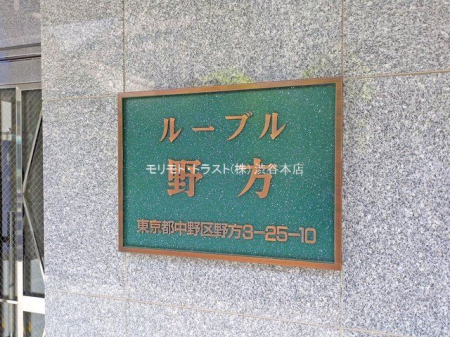 ルーブル
モリモト・トラスト(株)渋谷本店
野方
東京都中野区野方3-25-10